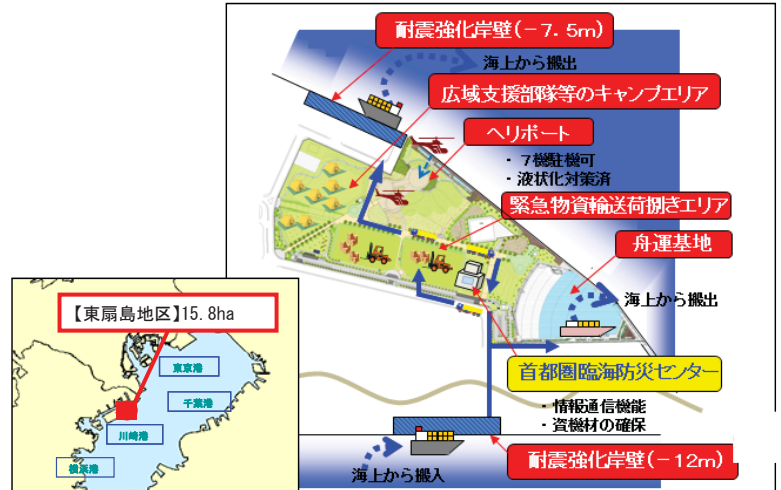 耐震強化岸壁(-7.5m)
海上から搬出
広域支援部隊等のキャンプエリア
ヘリポート
・7機駐機可
・液状化対策済
緊急物資輸送荷捌きエリア
舟運基地
海上から搬出
首都圏臨海防災センター
・情報通信機能
・資機材の確保
耐震強化岸壁(-12m)
海上から搬入
【東扇島地区】15.8ha
東京港
千葉港
川崎港
横浜港